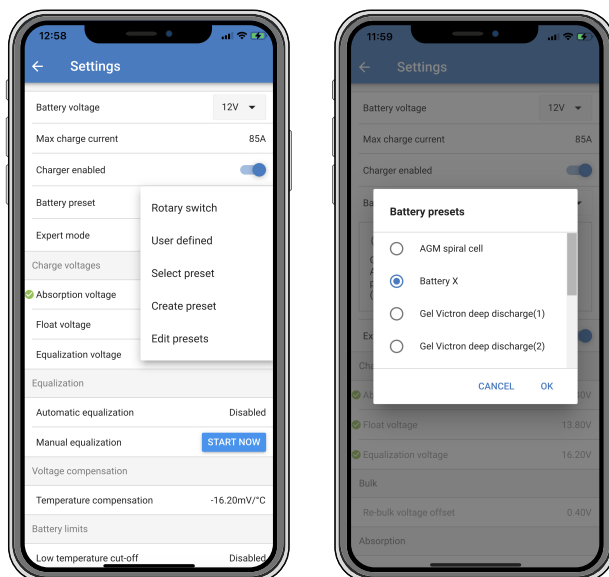 12:58
Settings
Battery voltage 12V
Max charge current 85A
Charger enabled
Battery preset
Expert mode
Rotary switch
User defined
Select preset
Create preset
Edit presets
Charge voltages
Absorption voltage
Float voltage
Equalization voltage
Equalization
Automatic equalization Disabled
Manual equalization START NOW
Voltage compensation
Temperature compensation -16.20mV/°C
Battery limits
Low temperature cut-off Disabled
11:59
Settings
Battery voltage 12V
Max charge current 85A
Charger enabled
Ba
Battery presets
AGM spiral cell
Battery X
Gel Victron deep discharge(1)
Gel Victron deep discharge(2)
CANCEL OK
Ex
Cha
Ab
Float voltage 13.80V
Equalization voltage 16.20V
Bulk
Re-bulk voltage offset 0.40V
Absorption